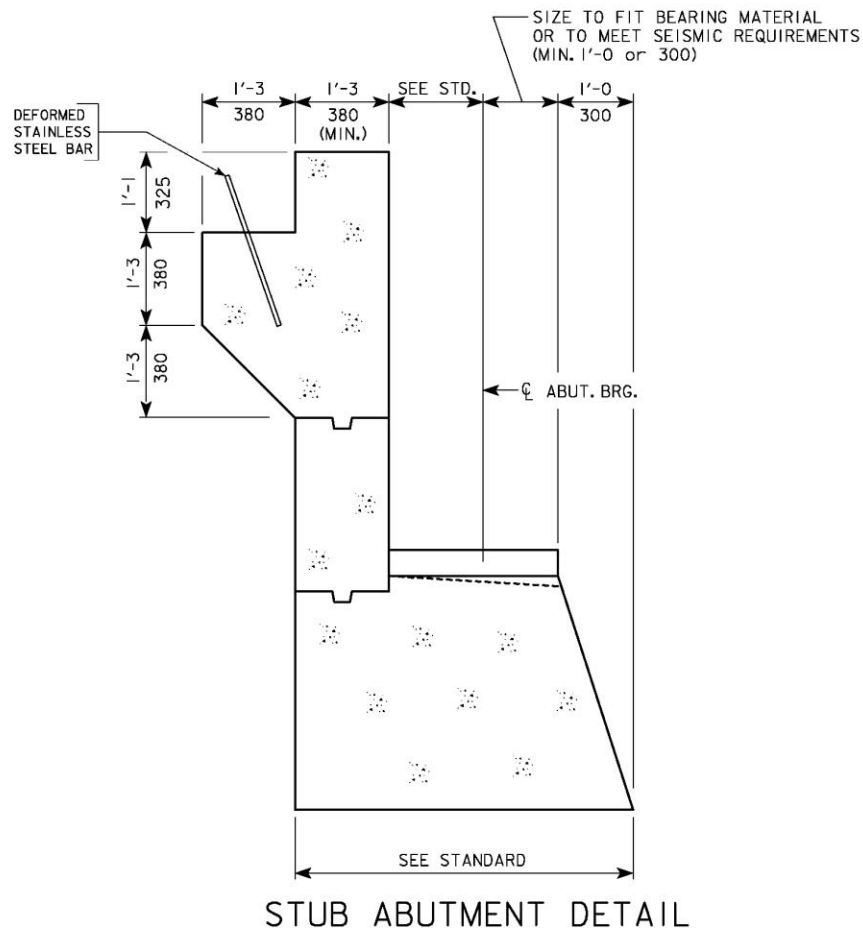 SIZE TO FIT BEARING MATERIAL
OR TO MEET SEISMIC REQUIREMENTS
(MIN. 1'-0 or 300)
1'-3
380
1'-3
380
(MIN.)
SEE STD.
1'-0
300
DEFORMED
STAINLESS
STEEL BAR
1'-1
325
1'-3
380
1'-3
380
℄ ABUT. BRG.
SEE STANDARD
STUB ABUTMENT DETAIL